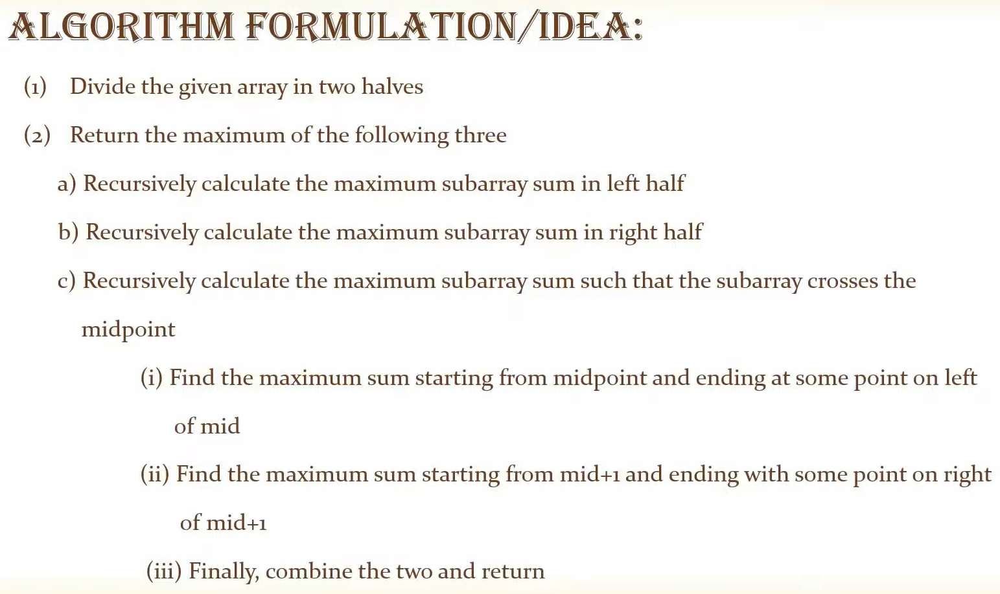 ALGORITHM FORMULATION/IDEA:
(1) Divide the given array in two halves
(2) Return the maximum of the following three
a) Recursively calculate the maximum subarray sum in left half
b) Recursively calculate the maximum subarray sum in right half
c) Recursively calculate the maximum subarray sum such that the subarray crosses the
midpoint
(i) Find the maximum sum starting from midpoint and ending at some point on left
of mid
(ii) Find the maximum sum starting from mid+1 and ending with some point on right
of mid+1
(iii) Finally, combine the two and return